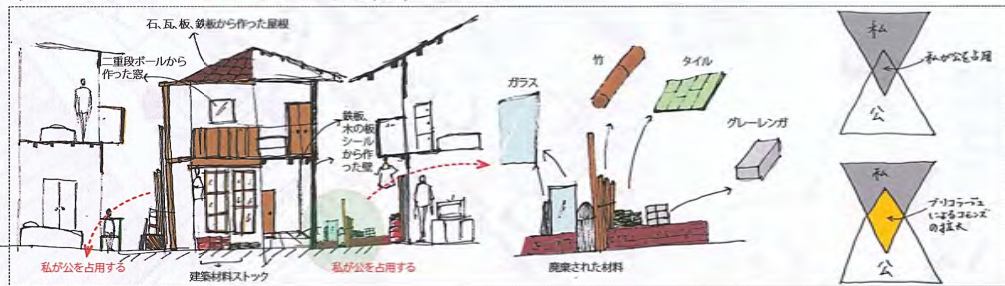 石、瓦、板、鉄板から作った屋根
二重段ボールから
作った窓
鉄板、
木の板
シール
から作
った壁
私が公を占用する
建築材料ストック
私が公を占用する
ガラス
竹
タイル
グレーレンガ
廃棄された材料
私
私が公を占用
公
私
ブリコラージュ
によるコモンズ
の拡大
公